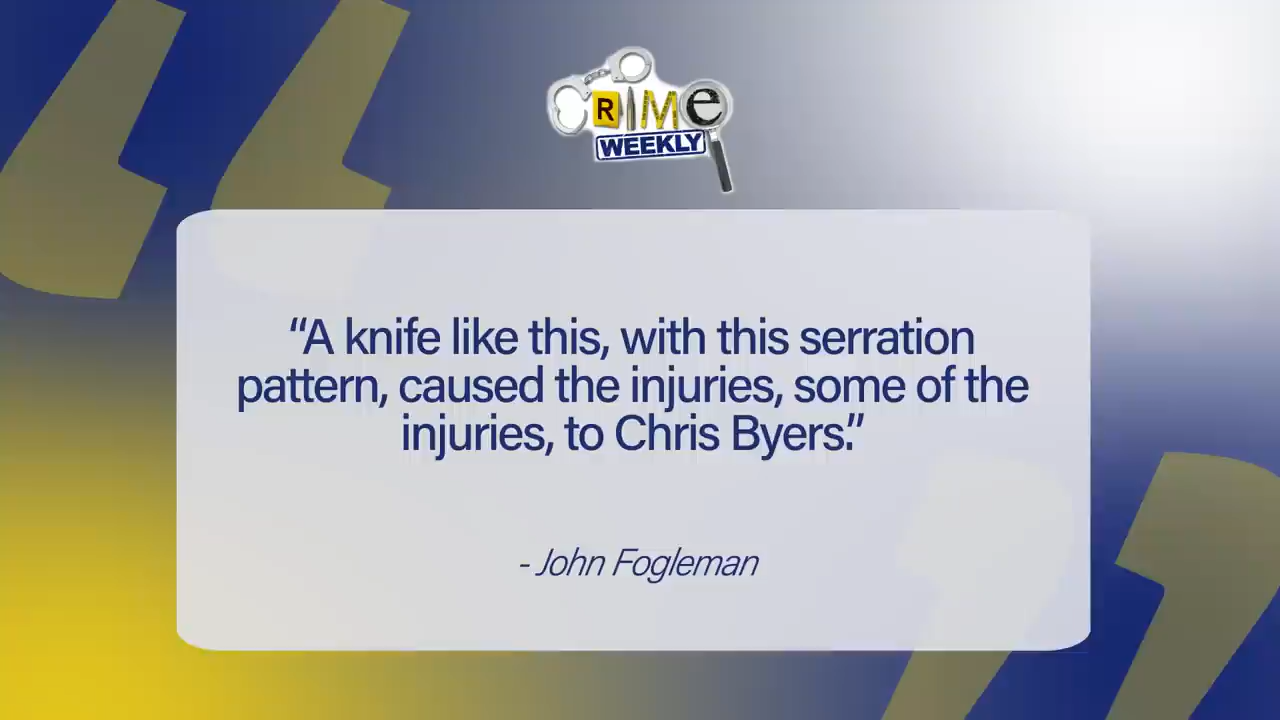 CRIME
WEEKLY
“A knife like this, with this serration
pattern, caused the injuries, some of the
injuries, to Chris Byers.”
- John Fogleman